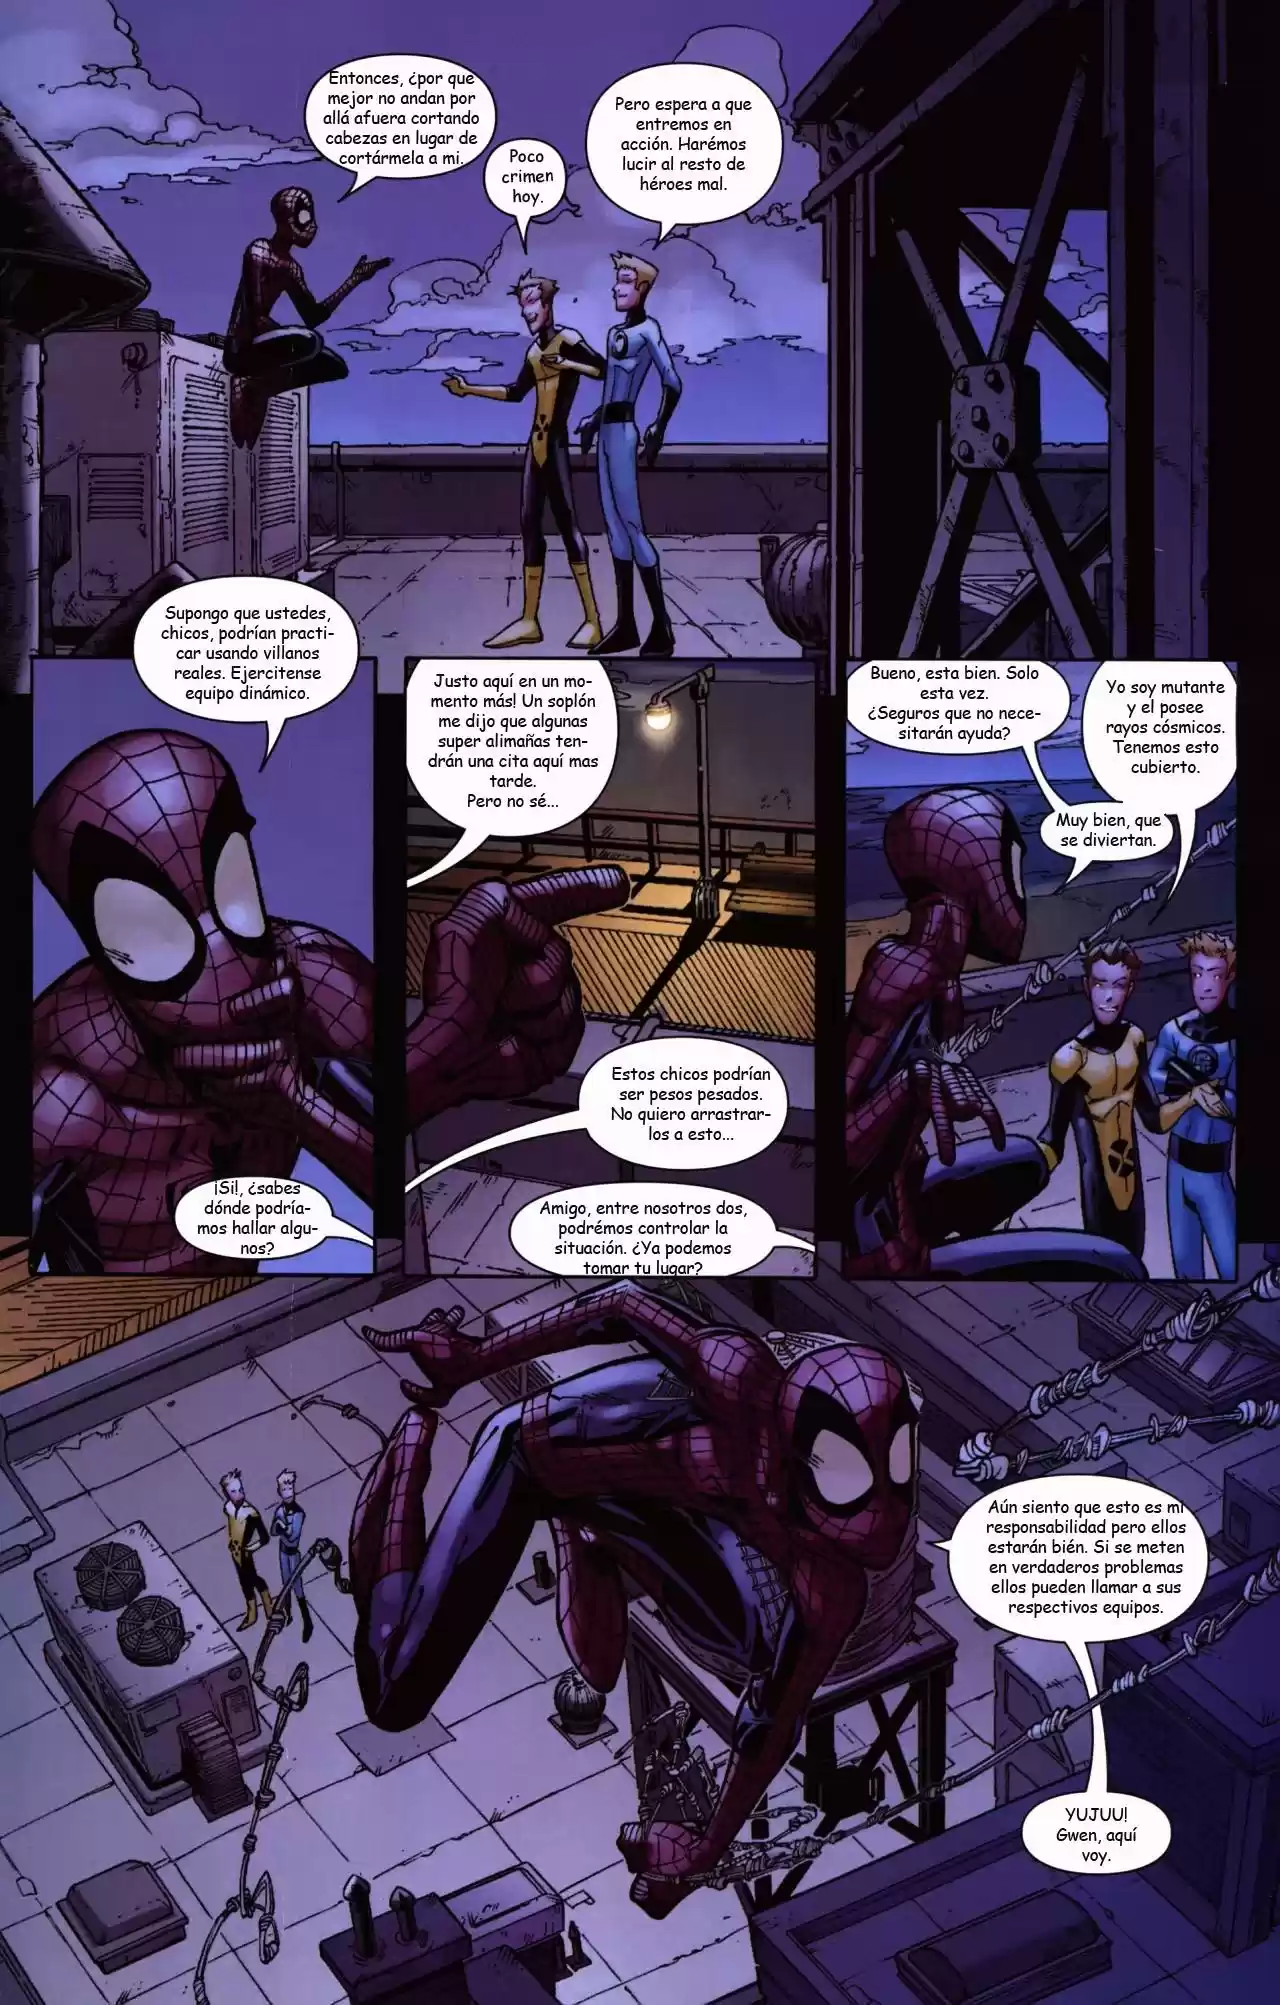 Entonces, ¿por que
mejor no andan por
allá afuera cortando
cabezas en lugar de
cortármela a mi.
Poco
crimen
hoy.
Pero espera a que
entremos en
acción. Harémos
lucir al resto de
héroes mal.
Supongo que ustedes,
chicos, podrían practi-
car usando villanos
reales. Ejercitense
equipo dinámico.
¡Si!, ¿sabes
dónde podría-
mos hallar algu-
nos?
Justo aquí en un mo-
mento más! Un soplón
me dijo que algunas
super alimañas ten-
drán una cita aquí mas
tarde.
Pero no sé...
Estos chicos podrían
ser pesos pesados.
No quiero arrastrar-
los a esto...
Amigo, entre nosotros dos,
podrémos controlar la
situación. ¿Ya podemos
tomar tu lugar?
Bueno, esta bien. Solo
esta vez.
¿Seguros que no nece-
sitarán ayuda?
Yo soy mutante
y el posee
rayos cósmicos.
Tenemos esto
cubierto.
Muy bien, que
se diviertan.
Aún siento que esto es mi
responsabilidad pero ellos
estarán bién. Si se meten
en verdaderos problemas
ellos pueden llamar a sus
respectivos equipos.
YUJUU!
Gwen, aquí
voy.